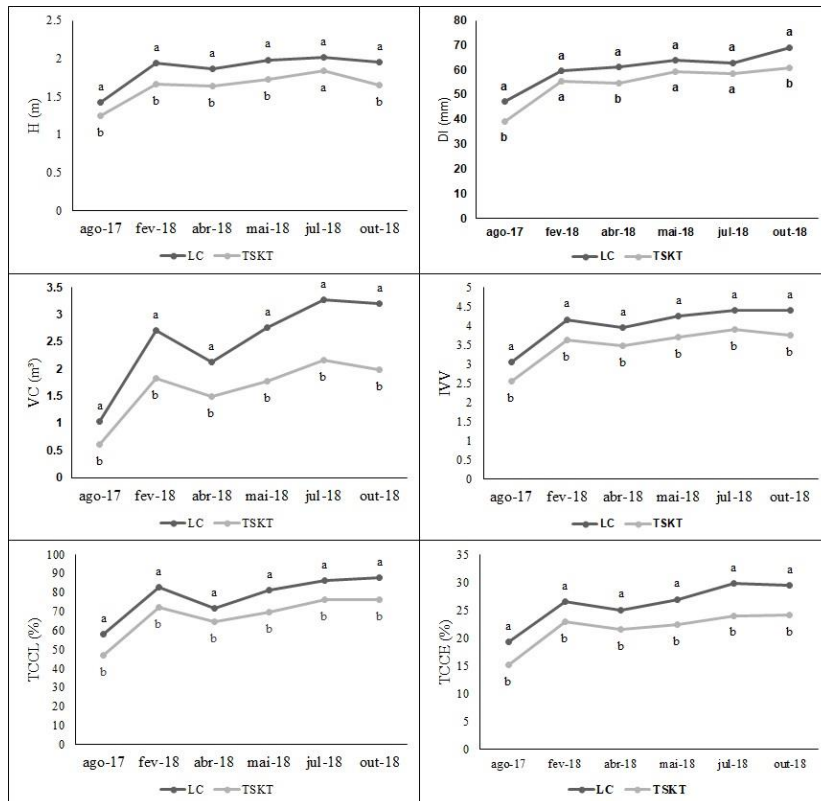 H (m)
2.5
2
1.5
1
0.5
0
a a a a a a
b b b b a b
ago-17 fev-18 abr-18 mai-18 jul-18 out-18
LC TSKT
DI (mm)
80
70
60
50
40
30
20
10
0
a a a a a a
b a b a a b
ago-17 fev-18 abr-18 mai-18 jul-18 out-18
LC TSKT
VC (m³)
3.5
3
2.5
2
1.5
1
0.5
0
a a a a a a
b b b b b b
ago-17 fev-18 abr-18 mai-18 jul-18 out-18
LC TSKT
IVV
5
4.5
4
3.5
3
2.5
2
1.5
1
0.5
0
a a a a a a
b b b b b b
ago-17 fev-18 abr-18 mai-18 jul-18 out-18
LC TSKT
TCCL (%)
100
90
80
70
60
50
40
30
20
10
0
a a a a a a
b b b b b b
ago-17 fev-18 abr-18 mai-18 jul-18 out-18
LC TSKT
TCCE (%)
35
30
25
20
15
10
5
0
a a a a a a
b b b b b b
ago-17 fev-18 abr-18 mai-18 jul-18 out-18
LC TSKT